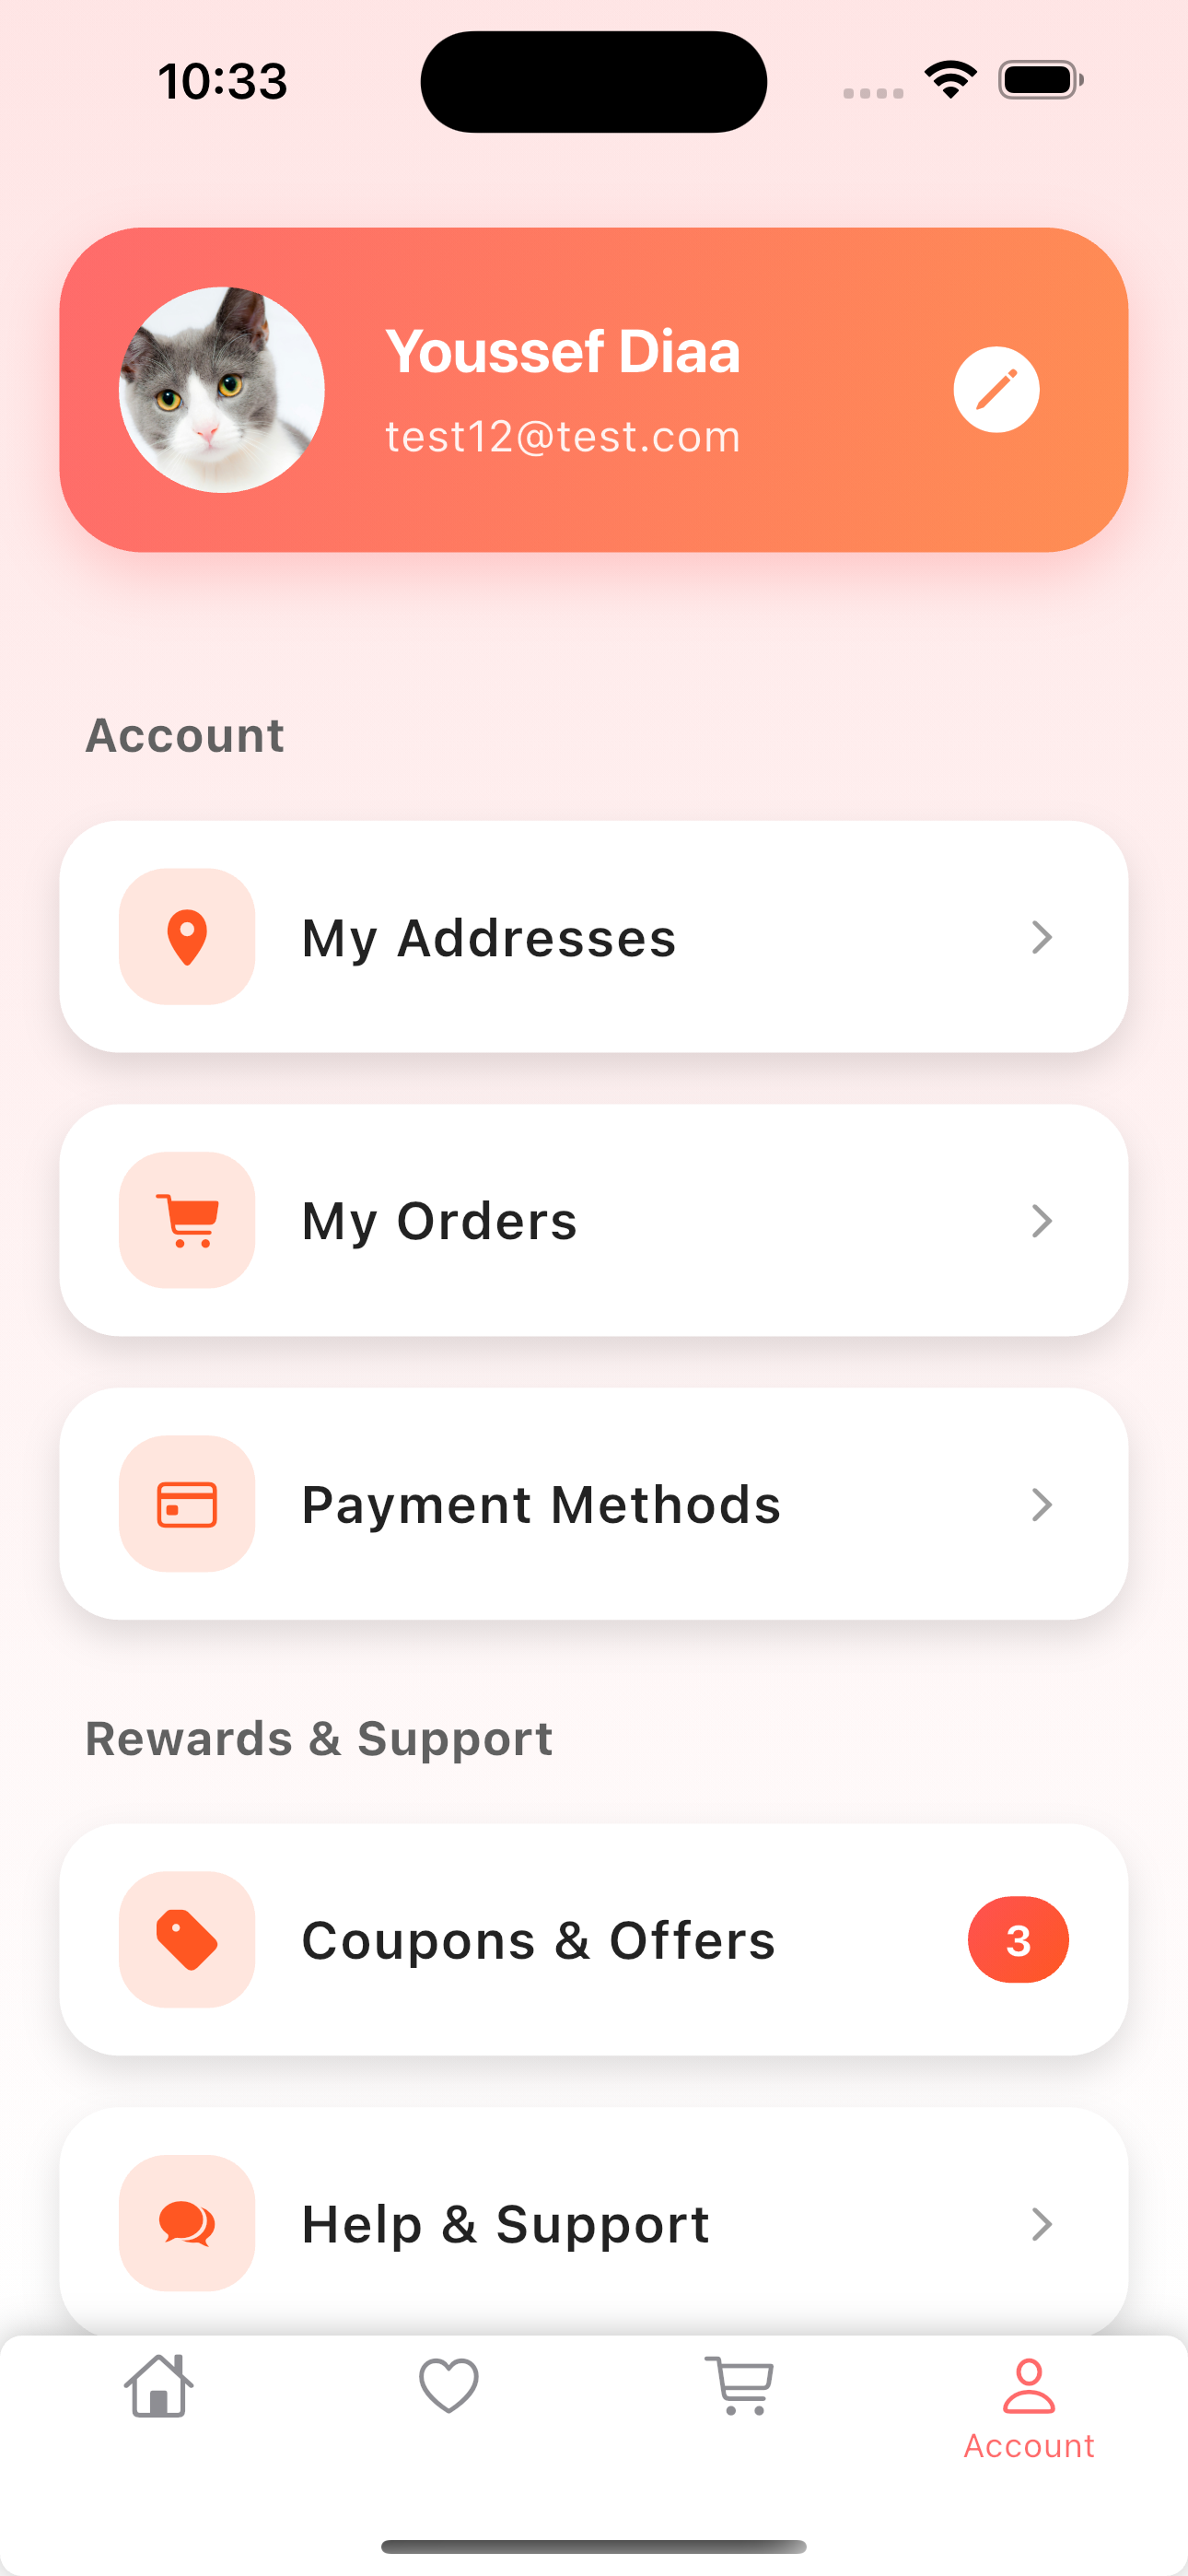 10:33
Youssef Diaa
test12@test.com
Account
My Addresses
My Orders
Payment Methods
Rewards & Support
Coupons & Offers
3
Help & Support
Account